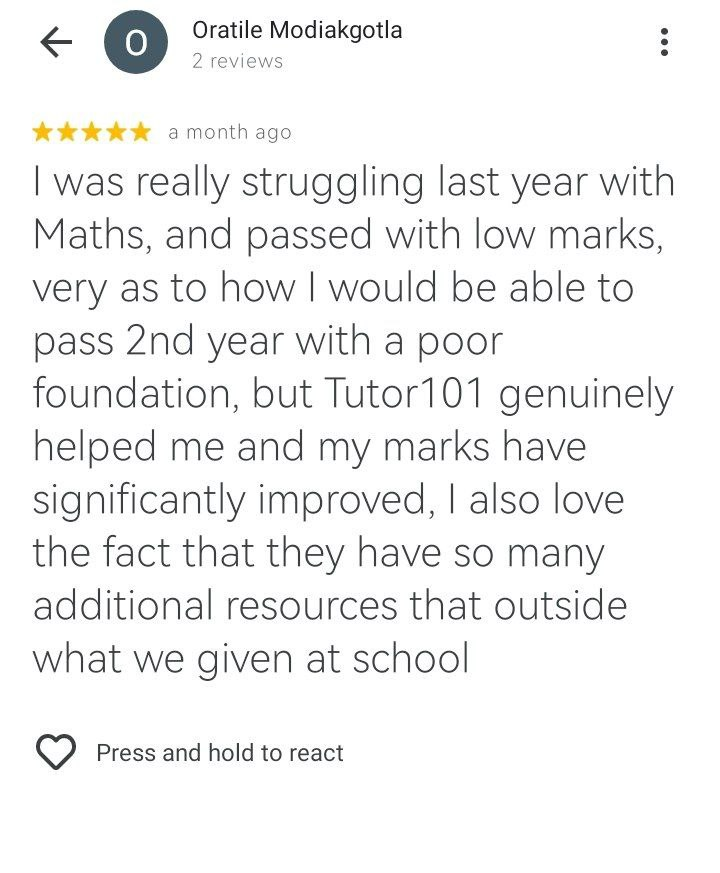 O
Oratile Modiakgotla
2 reviews
a month ago
I was really struggling last year with
Maths, and passed with low marks,
very as to how I would be able to
pass 2nd year with a poor
foundation, but Tutor101 genuinely
helped me and my marks have
significantly improved, I also love
the fact that they have so many
additional resources that outside
what we given at school
Press and hold to react